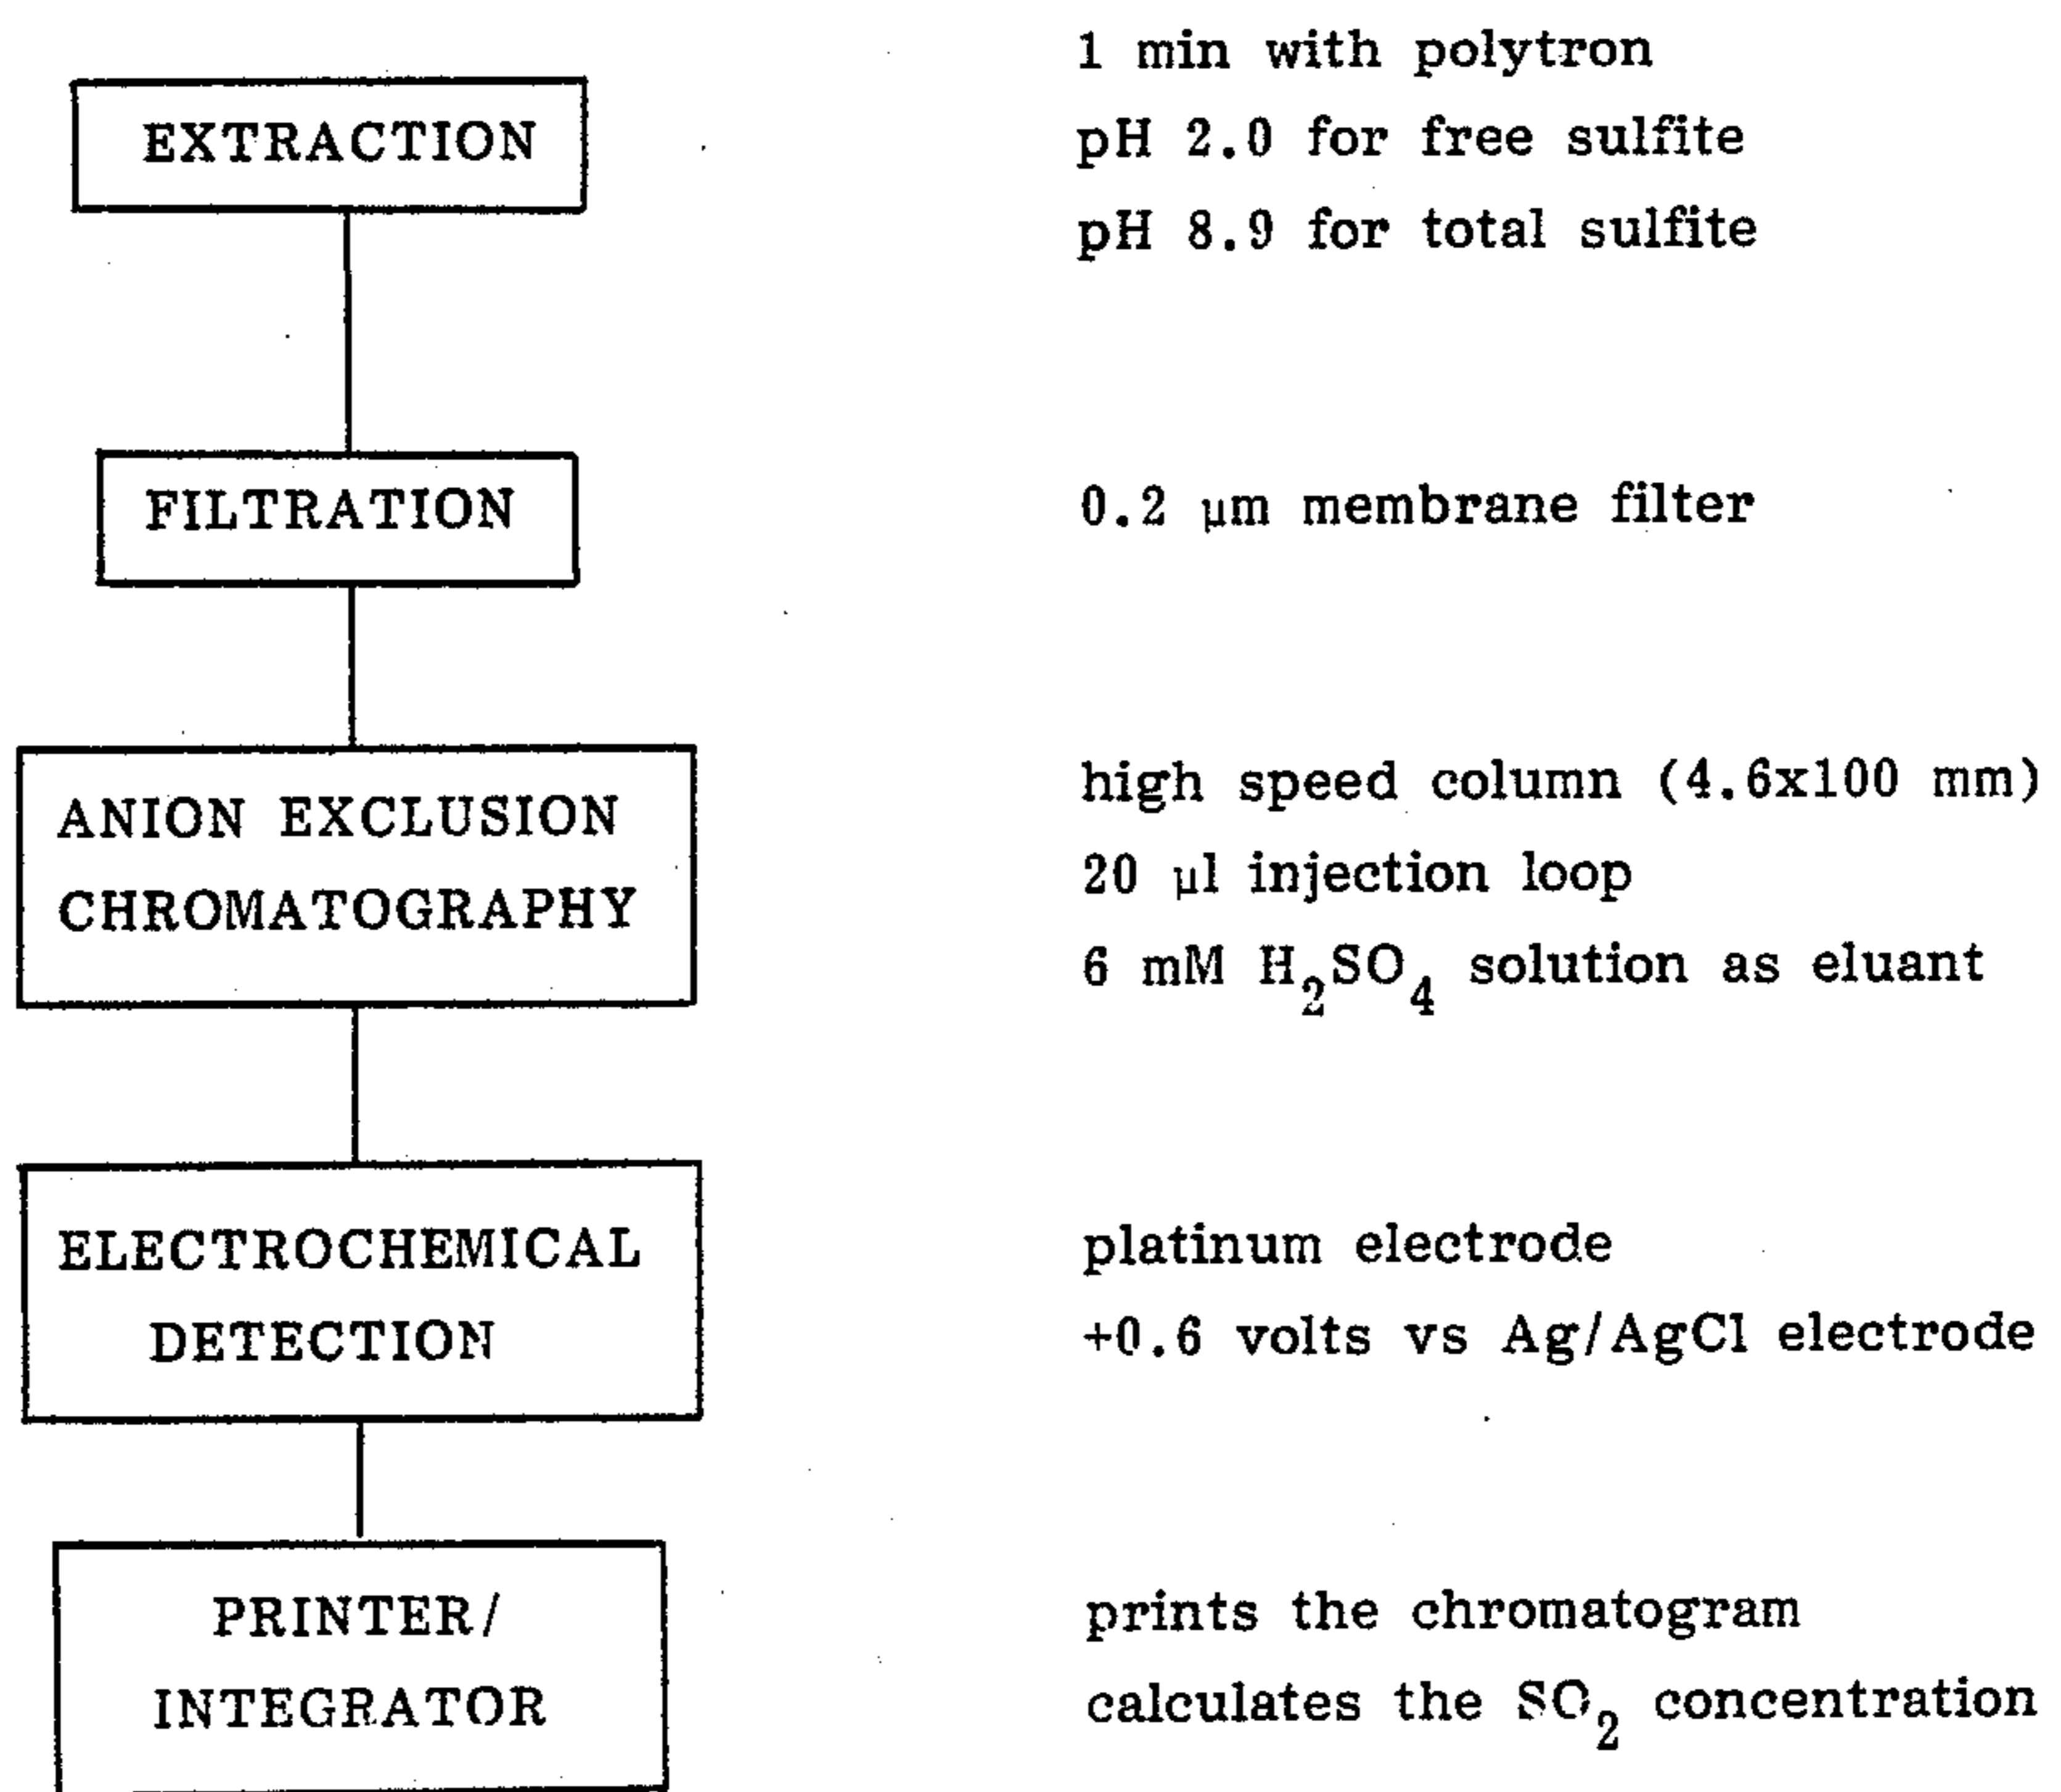 1 min with polytron
EXTRACTION
pH 2.0 for free sulfite
pH 8.9 for total sulfite
FILTRATION
0.2 µm membrane filter
ANION EXCLUSION
CHROMATOGRAPHY
high speed column (4.6x100 mm)
20 µl injection loop
6 mM H₂SO₄ solution as eluant
ELECTROCHEMICAL
DETECTION
platinum electrode
+0.6 volts vs Ag/AgCl electrode
PRINTER/
INTEGRATOR
prints the chromatogram
calculates the SO₂ concentration